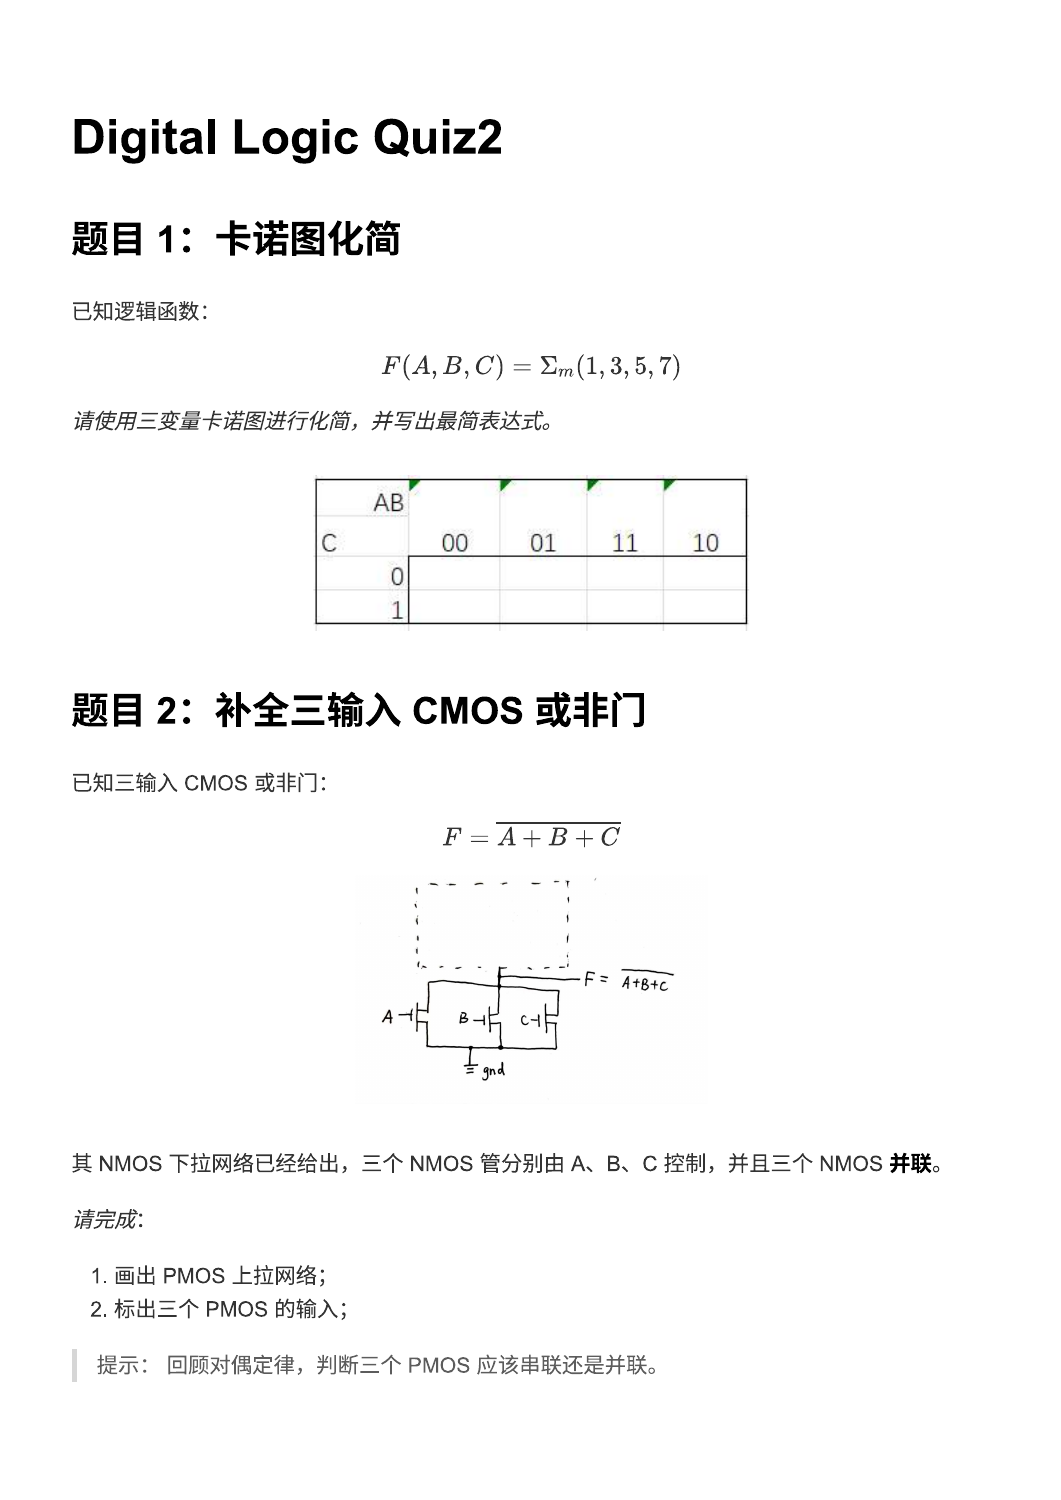 Digital Logic Quiz2
题目 1：卡诺图化简
已知逻辑函数：
F(A, B, C) = Σm(1, 3, 5, 7)
请使用三变量卡诺图进行化简，并写出最简表达式。
AB
C 00 01 11 10
0
1
题目 2：补全三输入 CMOS 或非门
已知三输入 CMOS 或非门：
F = \overline{A + B + C}
F = \overline{A+B+C}
A B C
gnd
其 NMOS 下拉网络已经给出，三个 NMOS 管分别由 A、B、C 控制，并且三个 NMOS 并联。
请完成：
1. 画出 PMOS 上拉网络；
2. 标出三个 PMOS 的输入；
提示： 回顾对偶定律，判断三个 PMOS 应该串联还是并联。